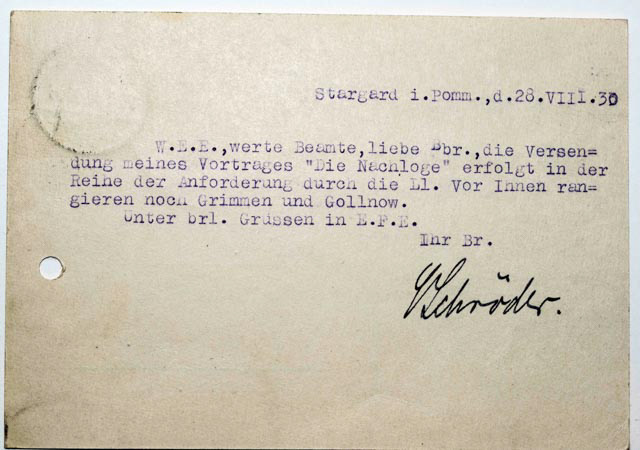 Stargard i.Pomm.,d.28.VIII.30
W.E.E.,werte Beamte,liebe Bbr.,die Versen=
dung meines Vortrages "Die Nachloge" erfolgt in der
Reihe der Anforderung durch die Ll. Vor Ihnen ran=
gieren noch Grimmen und Gollnow.
Unter brl. Grüssen in E.F.E.
Ihr Br.
Schröder.